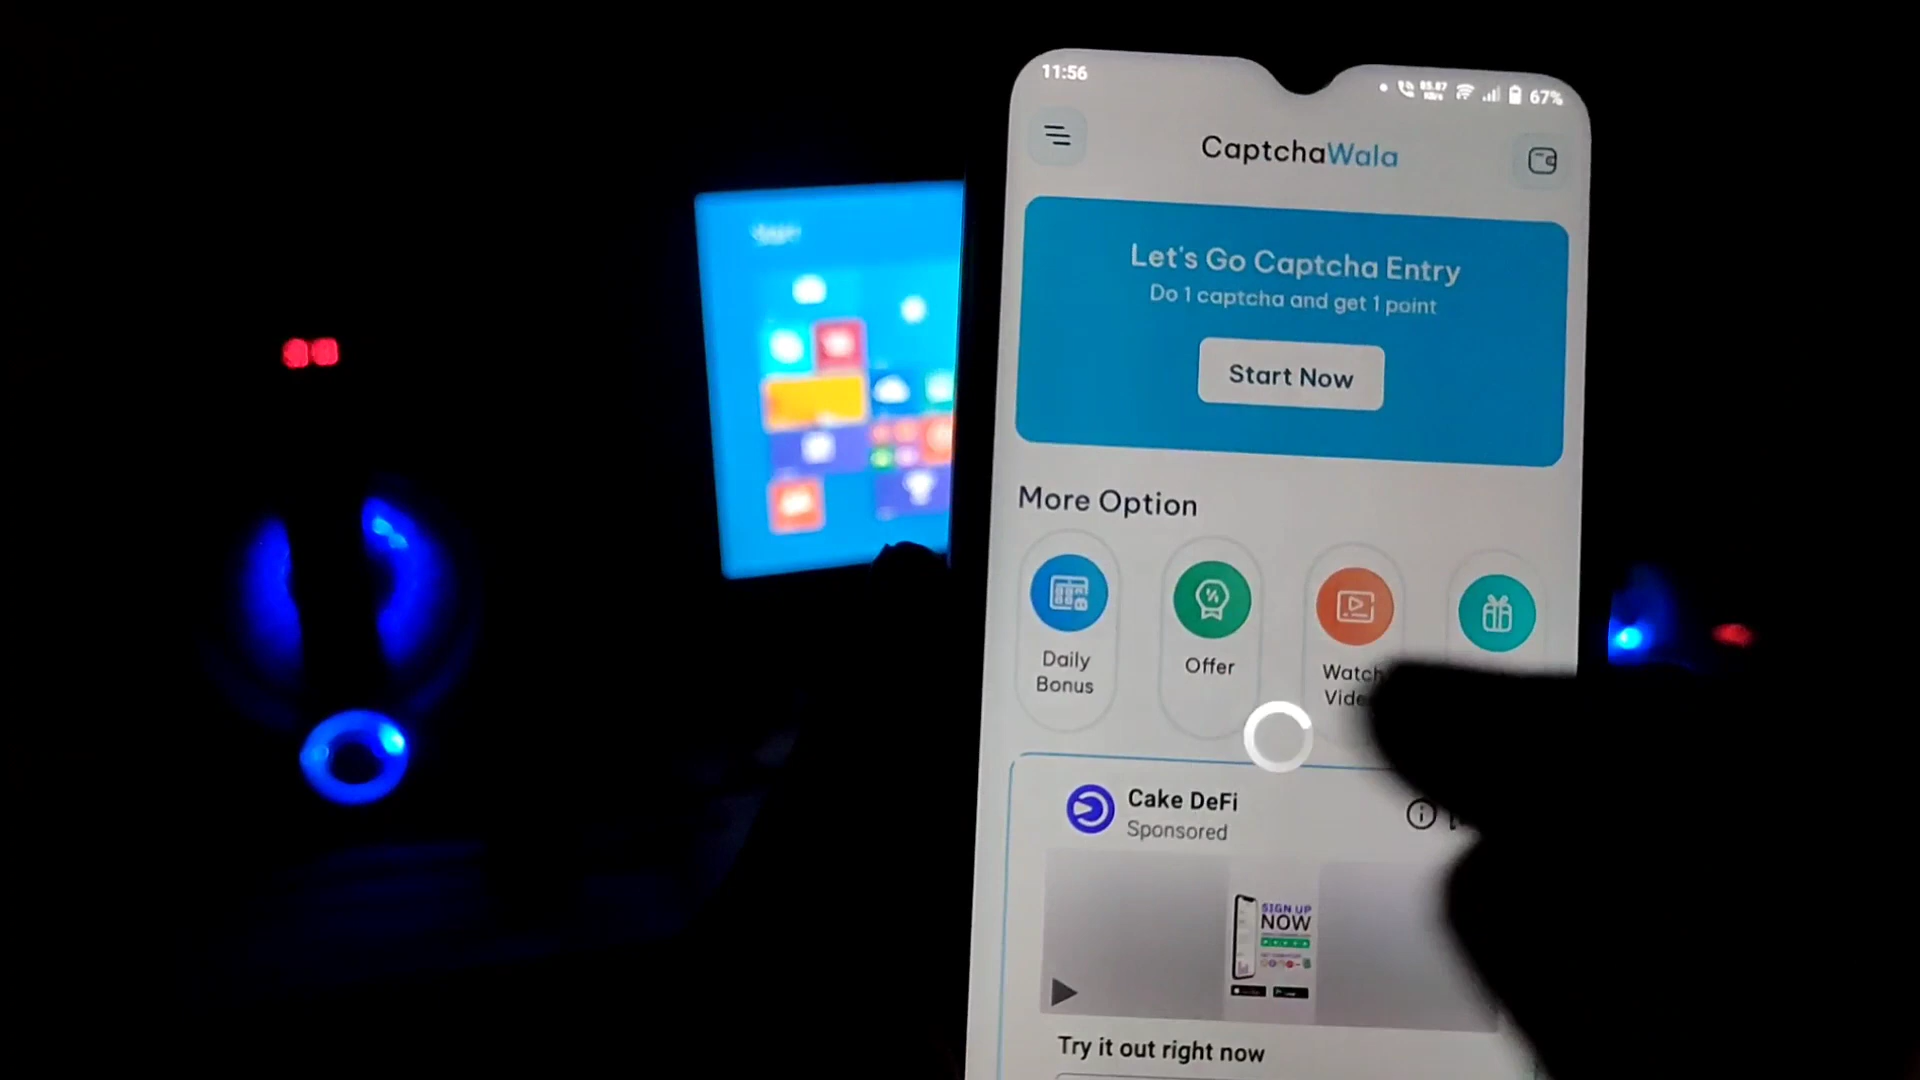 11:56
67%
CaptchaWala
Let's Go Captcha Entry
Do 1 captcha and get 1 point
Start Now
More Option
Daily
Bonus
Offer
Watch
Vide
Cake DeFi
Sponsored
SIGN UP
NOW
Try it out right now